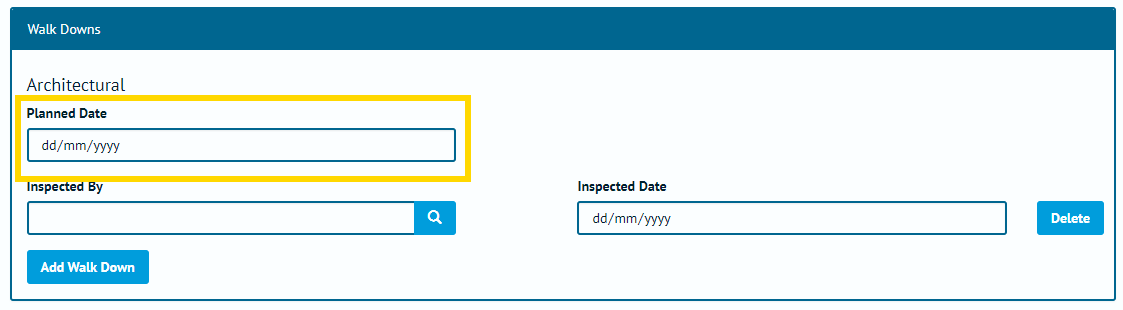 Walk Downs
Architectural
Planned Date
dd/mm/yyyy
Inspected By
Inspected Date
dd/mm/yyyy
Delete
Add Walk Down